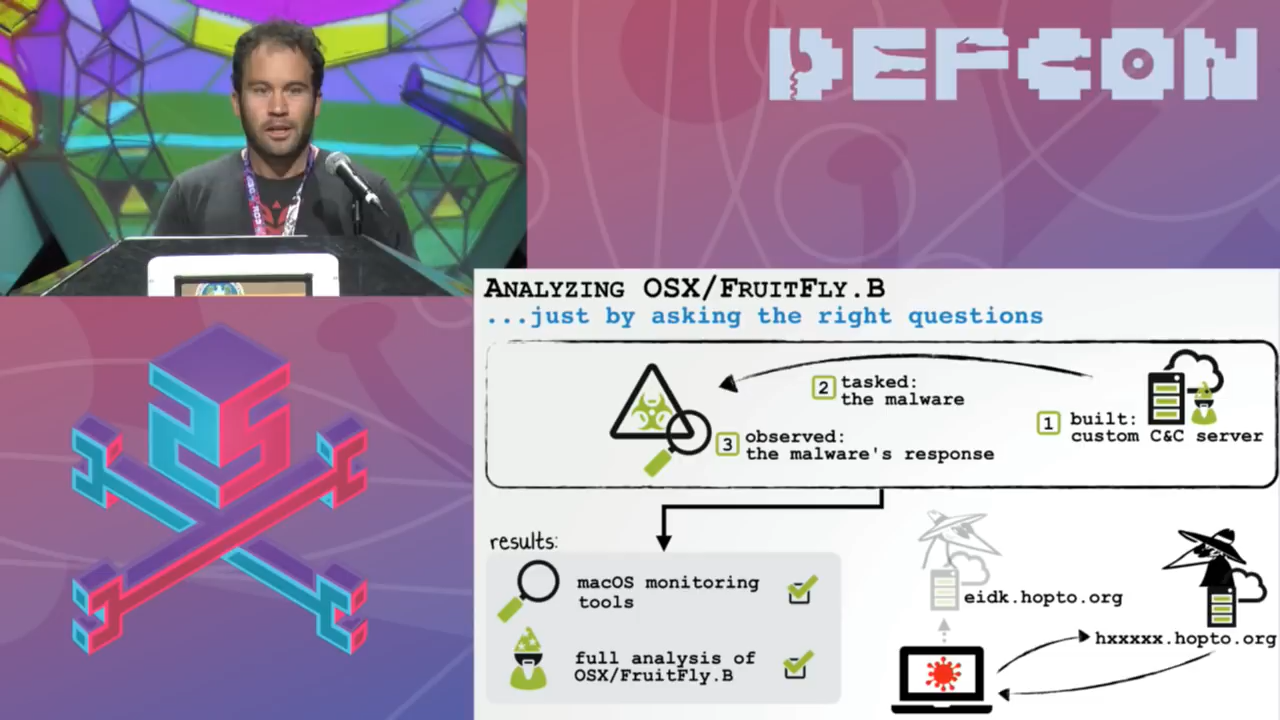 DEFCON
ANALYZING OSX/FRUITFLY.B
...just by asking the right questions
2 tasked:
the malware
1 built:
custom C&C server
3 observed:
the malware's response
results:
macOS monitoring
tools
full analysis of
OSX/FRUITFLY.B
eidk.hopto.org
hxxxxx.hopto.org